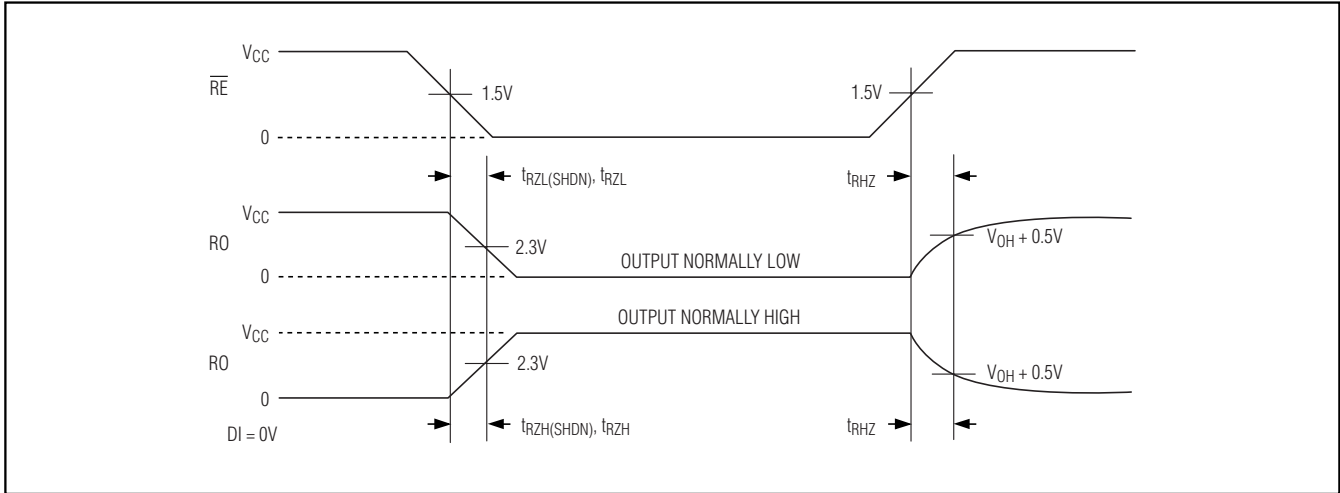 VCC
RE
1.5V
1.5V
0
tRZL(SHDN), tRZL
tRHZ
VCC
RO
2.3V
VOH + 0.5V
OUTPUT NORMALLY LOW
0
OUTPUT NORMALLY HIGH
VCC
RO
2.3V
VOH + 0.5V
0
DI = 0V
tRZH(SHDN), tRZH
tRHZ